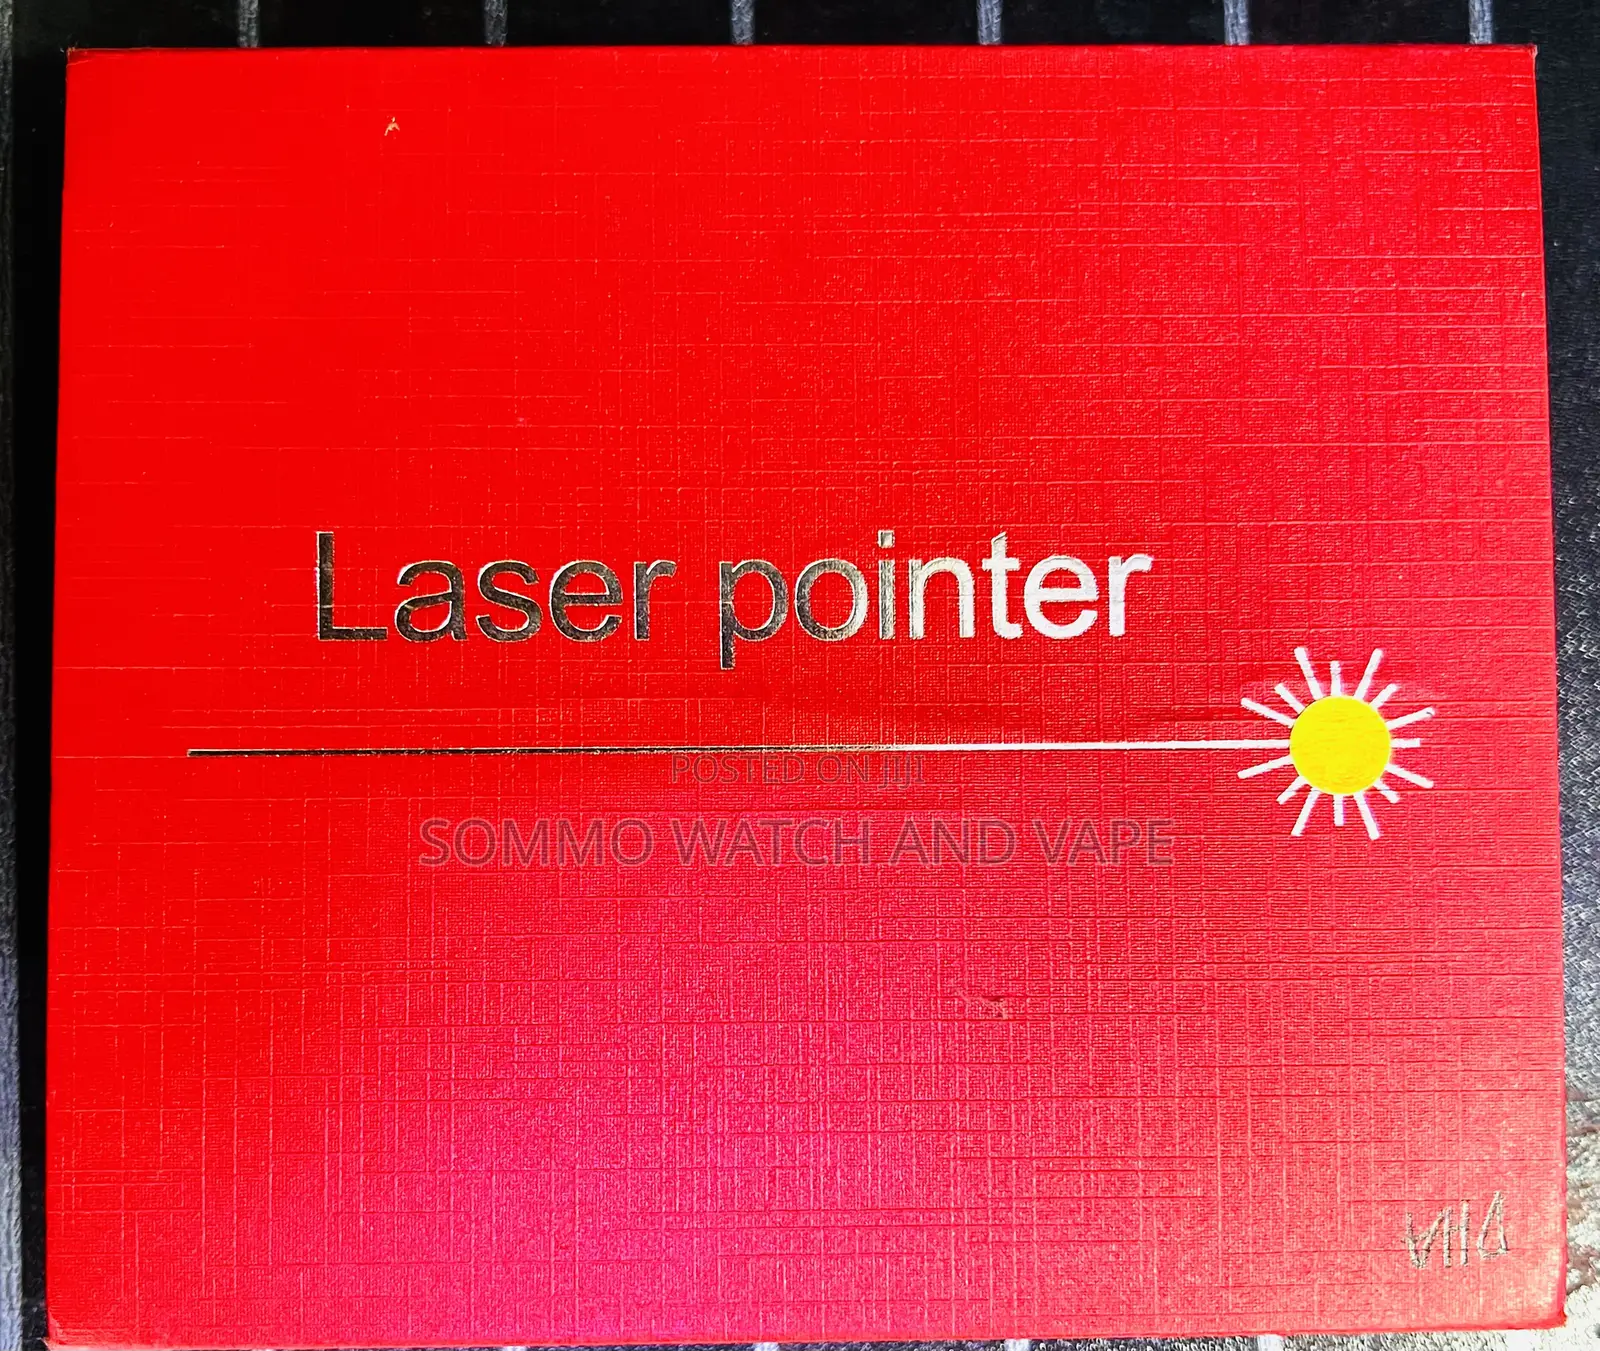 Laser pointer
POSTED ON JIJI
SOMMO WATCH AND VAPE